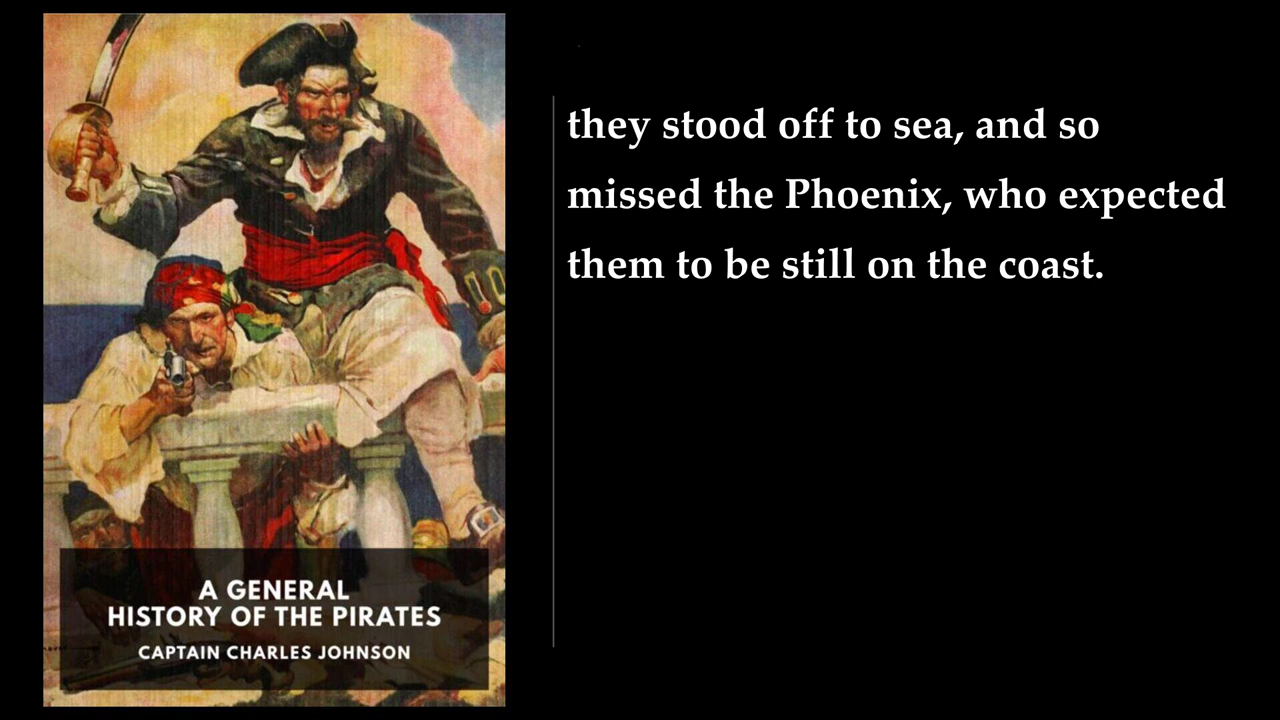 they stood off to sea, and so
missed the Phoenix, who expected
them to be still on the coast.
A GENERAL
HISTORY OF THE PIRATES
CAPTAIN CHARLES JOHNSON